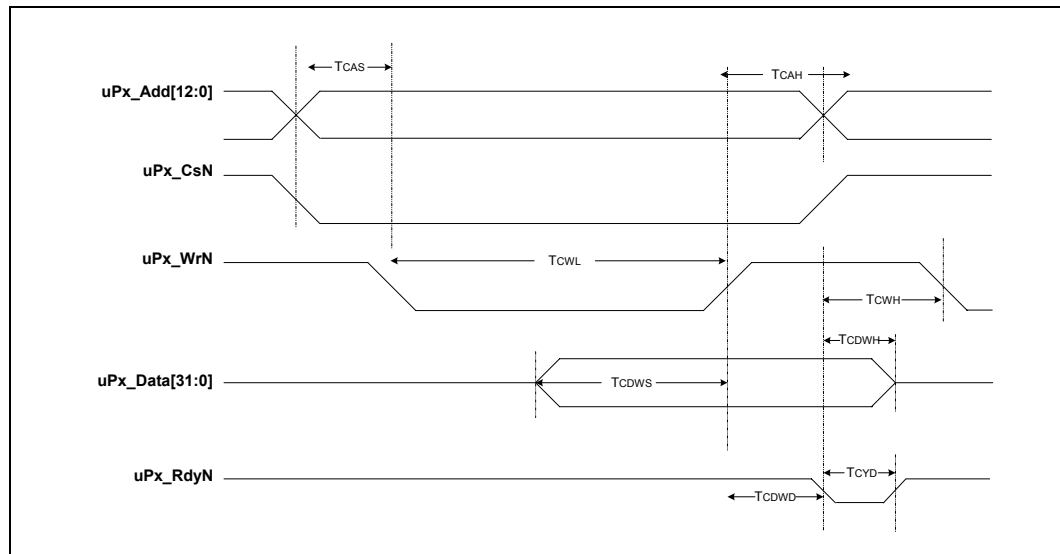 TCAS
TCAH
uPx_Add[12:0]
uPx_CsN
uPx_WrN
TCWL
TCWH
TCDWH
uPx_Data[31:0]
TCDWS
uPx_RdyN
TCYD
TCDWD